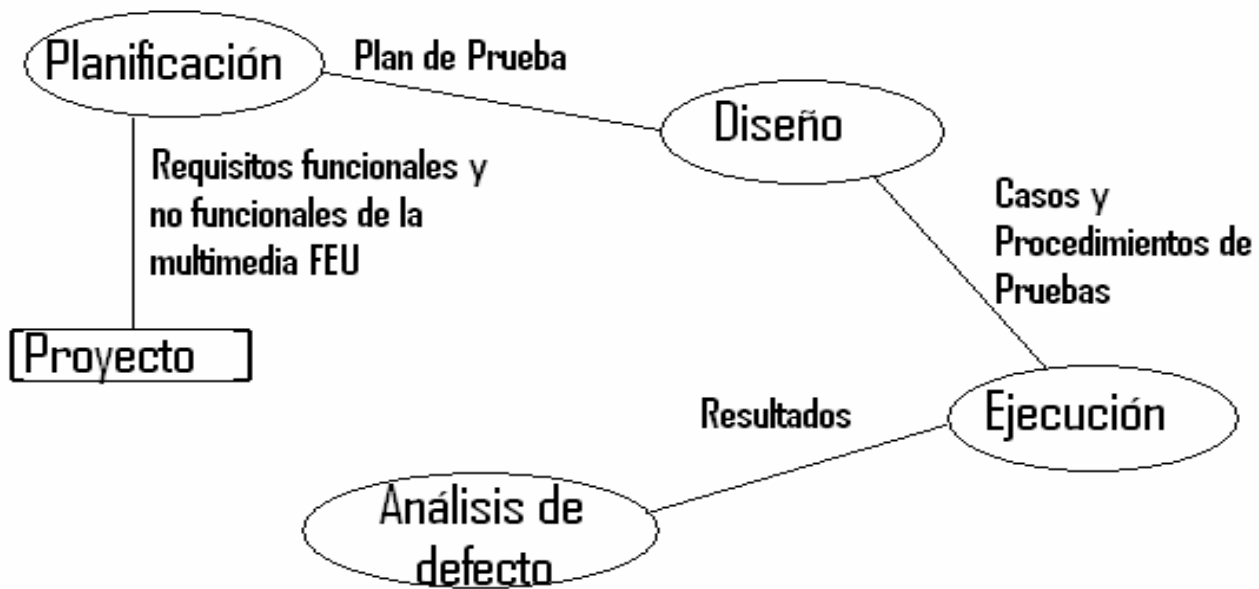 Planificación
Plan de Prueba
Diseño
Requisitos funcionales y
no funcionales de la
multimedia FEU
Casos y
Procedimientos de
Pruebas
Proyecto
Resultados
Ejecución
Análisis de
defecto